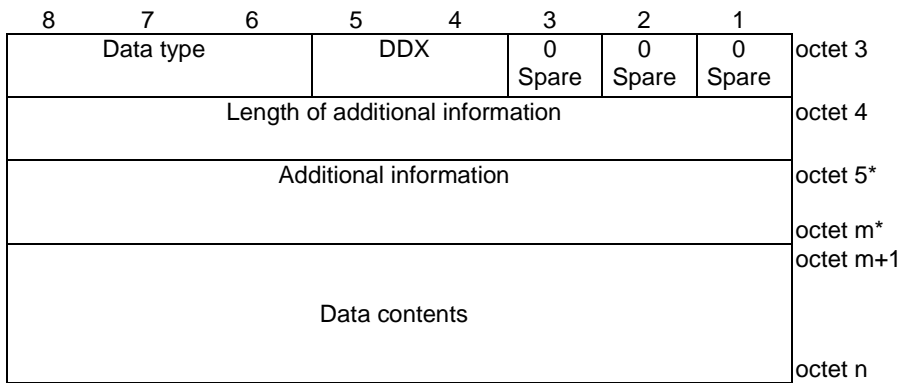 8 7 6 5 4 3 2 1
Data type DDX 0 0 0 octet 3
Spare Spare Spare
Length of additional information octet 4
Additional information octet 5*
octet m*
octet m+1
Data contents
octet n